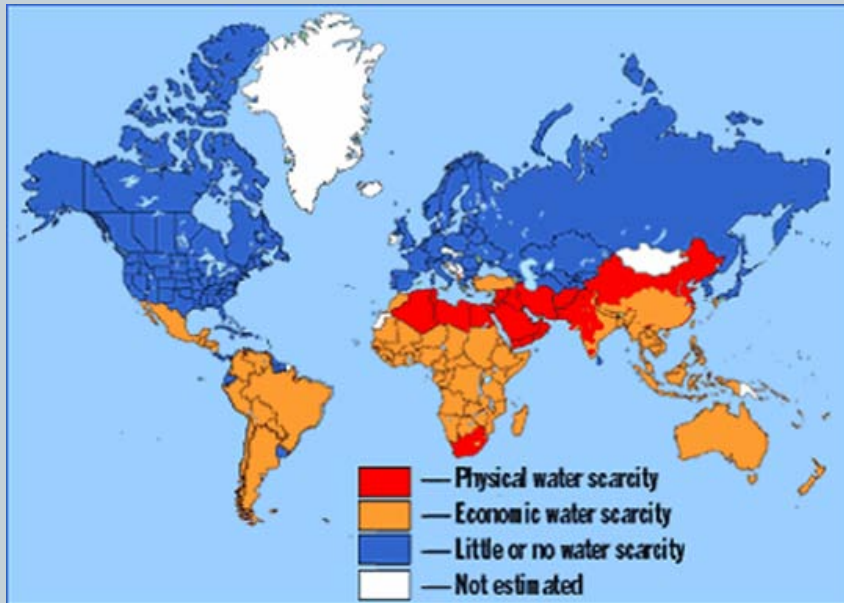 — Physical water scarcity
— Economic water scarcity
— Little or no water scarcity
— Not estimated